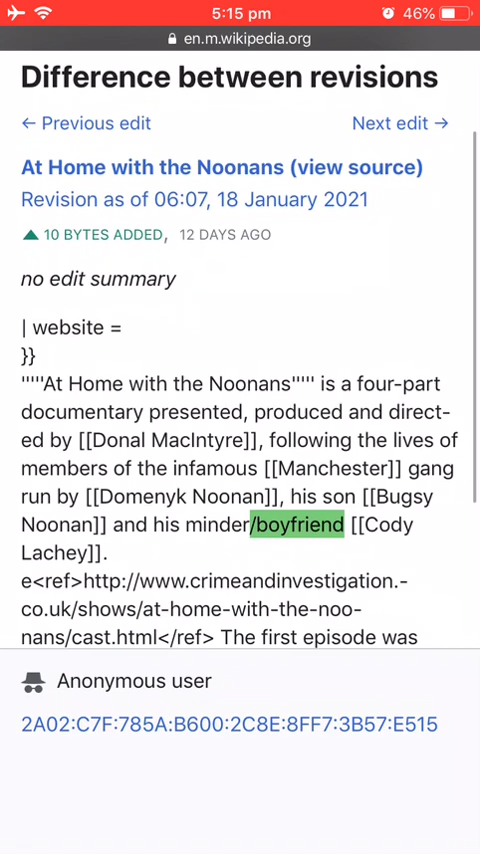 5:15 pm
46%
en.m.wikipedia.org
Difference between revisions
← Previous edit
Next edit →
At Home with the Noonans (view source)
Revision as of 06:07, 18 January 2021
10 BYTES ADDED, 12 DAYS AGO
no edit summary
| website =
}}
'''''At Home with the Noonans''''' is a four-part
documentary presented, produced and direct-
ed by [[Donal MacIntyre]], following the lives of
members of the infamous [[Manchester]] gang
run by [[Domenyk Noonan]], his son [[Bugsy
Noonan]] and his minder/boyfriend [[Cody
Lachey]].
e<ref>http://www.crimeandinvestigation.-
co.uk/shows/at-home-with-the-noo-
nans/cast.html</ref> The first episode was
Anonymous user
2A02:C7F:785A:B600:2C8E:8FF7:3B57:E515